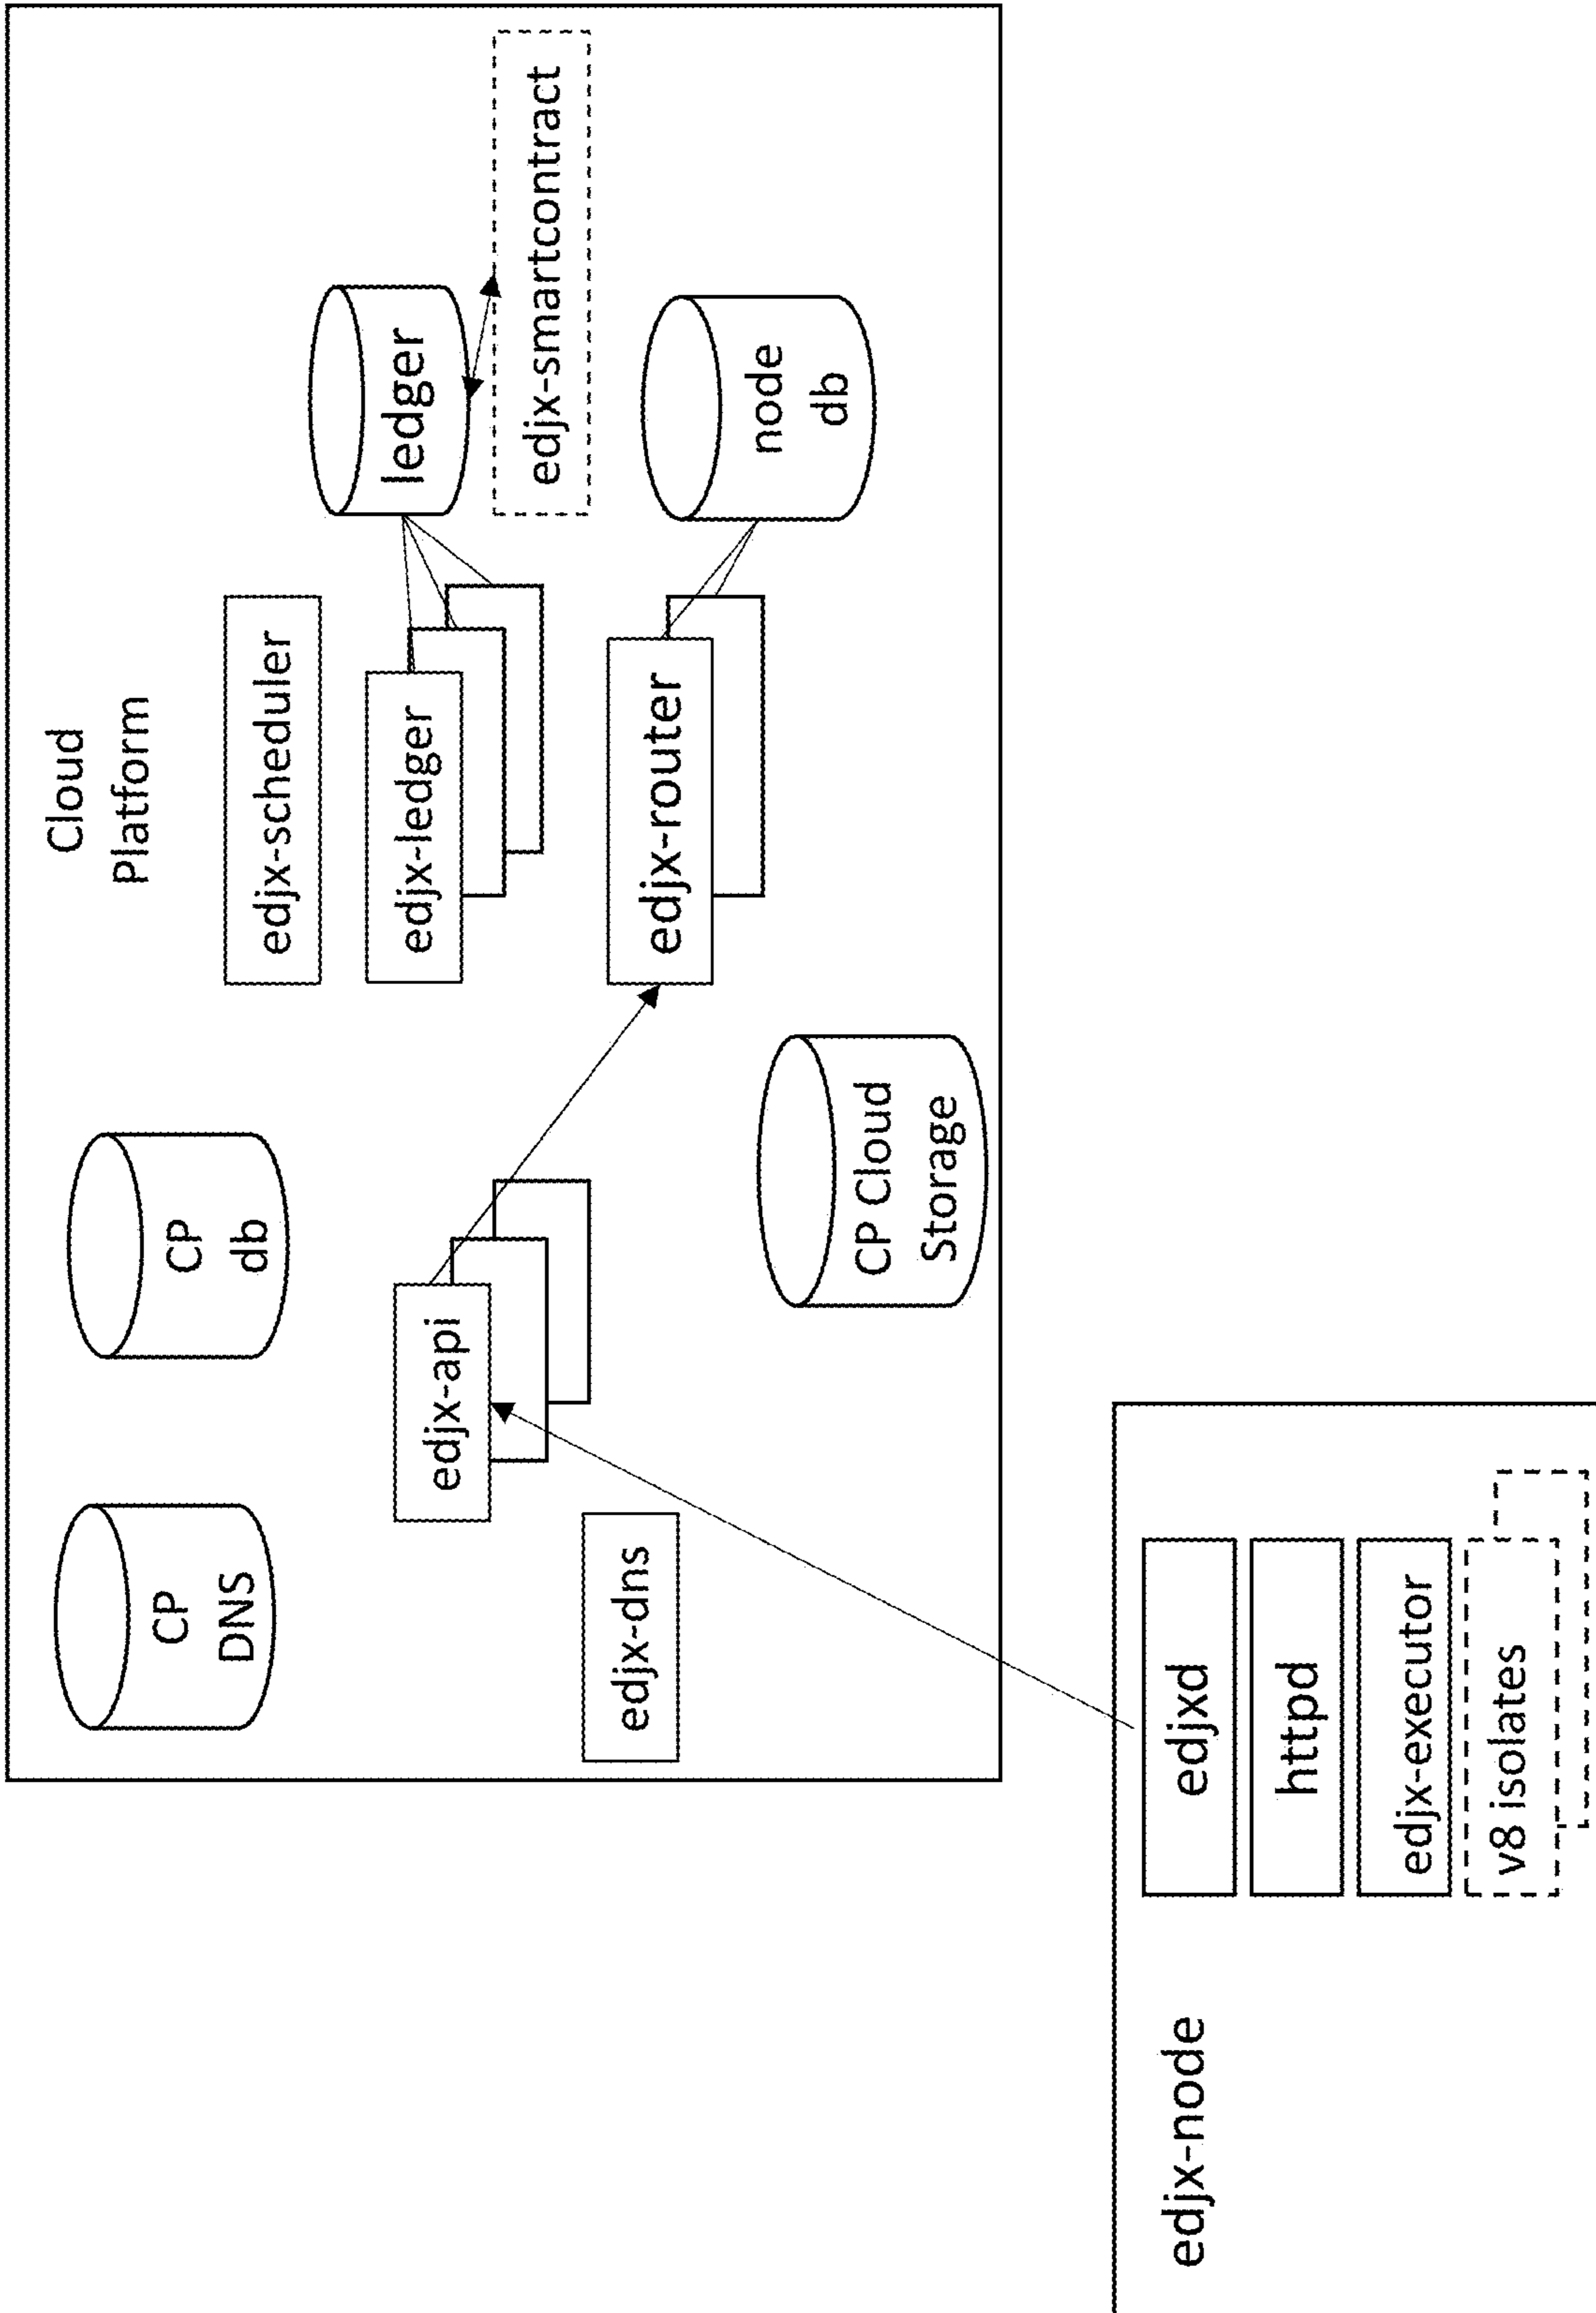 Cloud
Platform
CP
DNS
CP
db
edjx-scheduler
edjx-ledger
ledger
edjx-smartcontract
edjx-api
edjx-dns
edjx-router
node
db
CP Cloud
Storage
edjx-node
edjxd
httpd
edjx-executor
v8 isolates